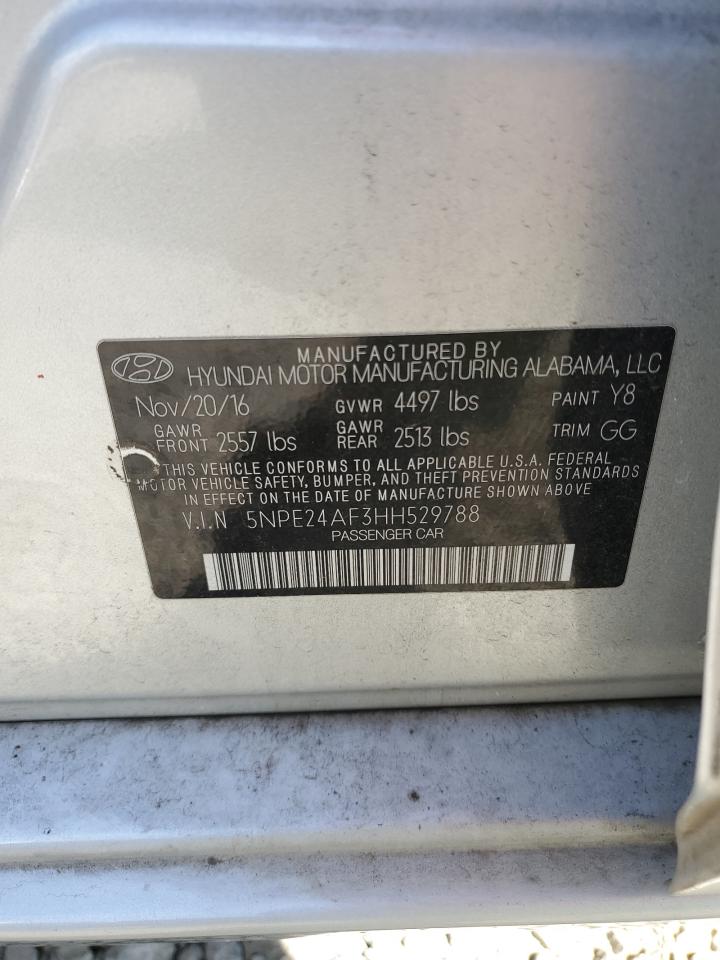 MANUFACTURED BY
HYUNDAI MOTOR MANUFACTURING ALABAMA, LLC
Nov/20/16 GVWR 4497 lbs PAINT Y8
GAWR FRONT 2557 lbs GAWR REAR 2513 lbs TRIM GG
THIS VEHICLE CONFORMS TO ALL APPLICABLE U.S.A. FEDERAL
MOTOR VEHICLE SAFETY, BUMPER, AND THEFT PREVENTION STANDARDS
IN EFFECT ON THE DATE OF MANUFACTURE SHOWN ABOVE
V.I.N 5NPE24AF3HH529788
PASSENGER CAR